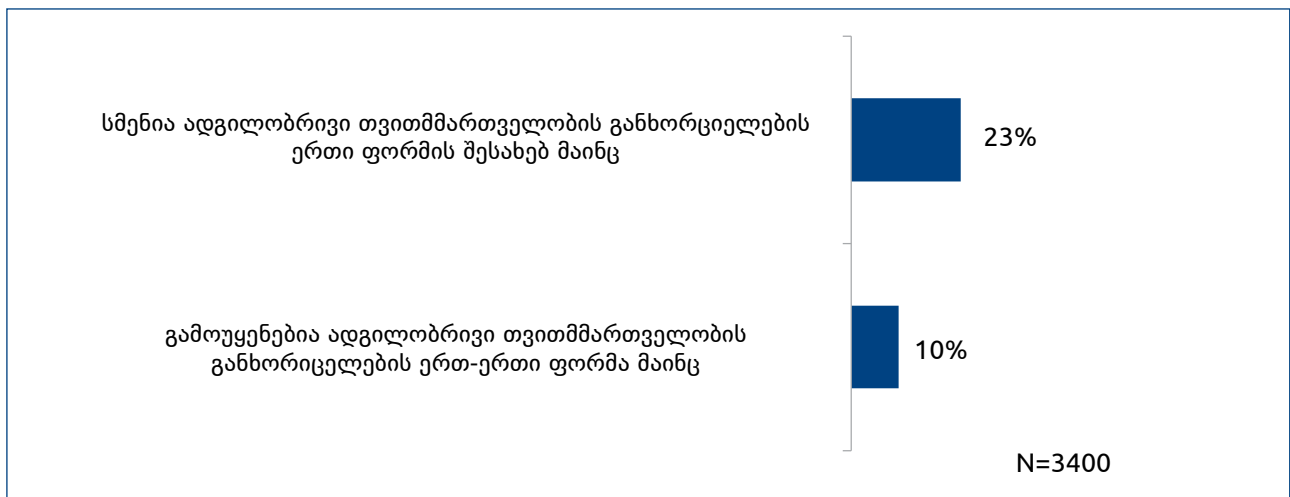 სმენია ადგილობრივი თვითმმართველობის განხორციელების
ერთი ფორმის შესახებ მაინც
23%
გამოუყენებია ადგილობრივი თვითმმართველობის
განხორიცელების ერთ-ერთი ფორმა მაინც
10%
N=3400